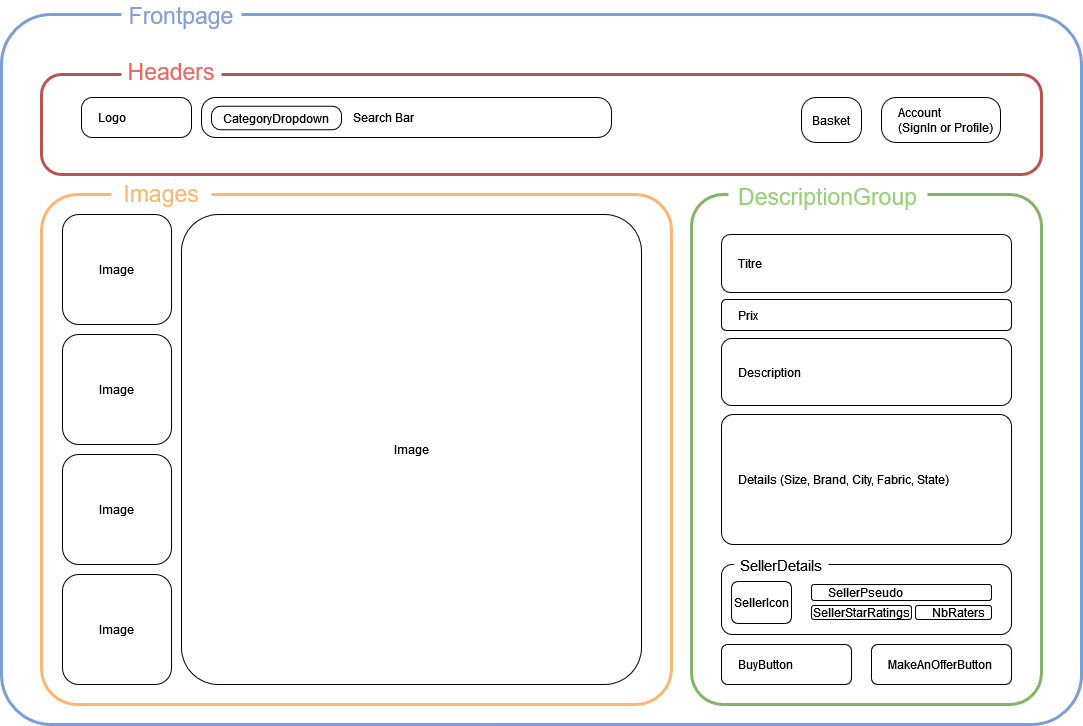 Frontpage
Headers
Logo
CategoryDropdown
Search Bar
Basket
Account
(SignIn or Profile)
Images
Image
Image
Image
Image
Image
DescriptionGroup
Titre
Prix
Description
Details (Size, Brand, City, Fabric, State)
SellerDetails
SellerIcon
SellerPseudo
SellerStarRatings
NbRaters
BuyButton
MakeAnOfferButton